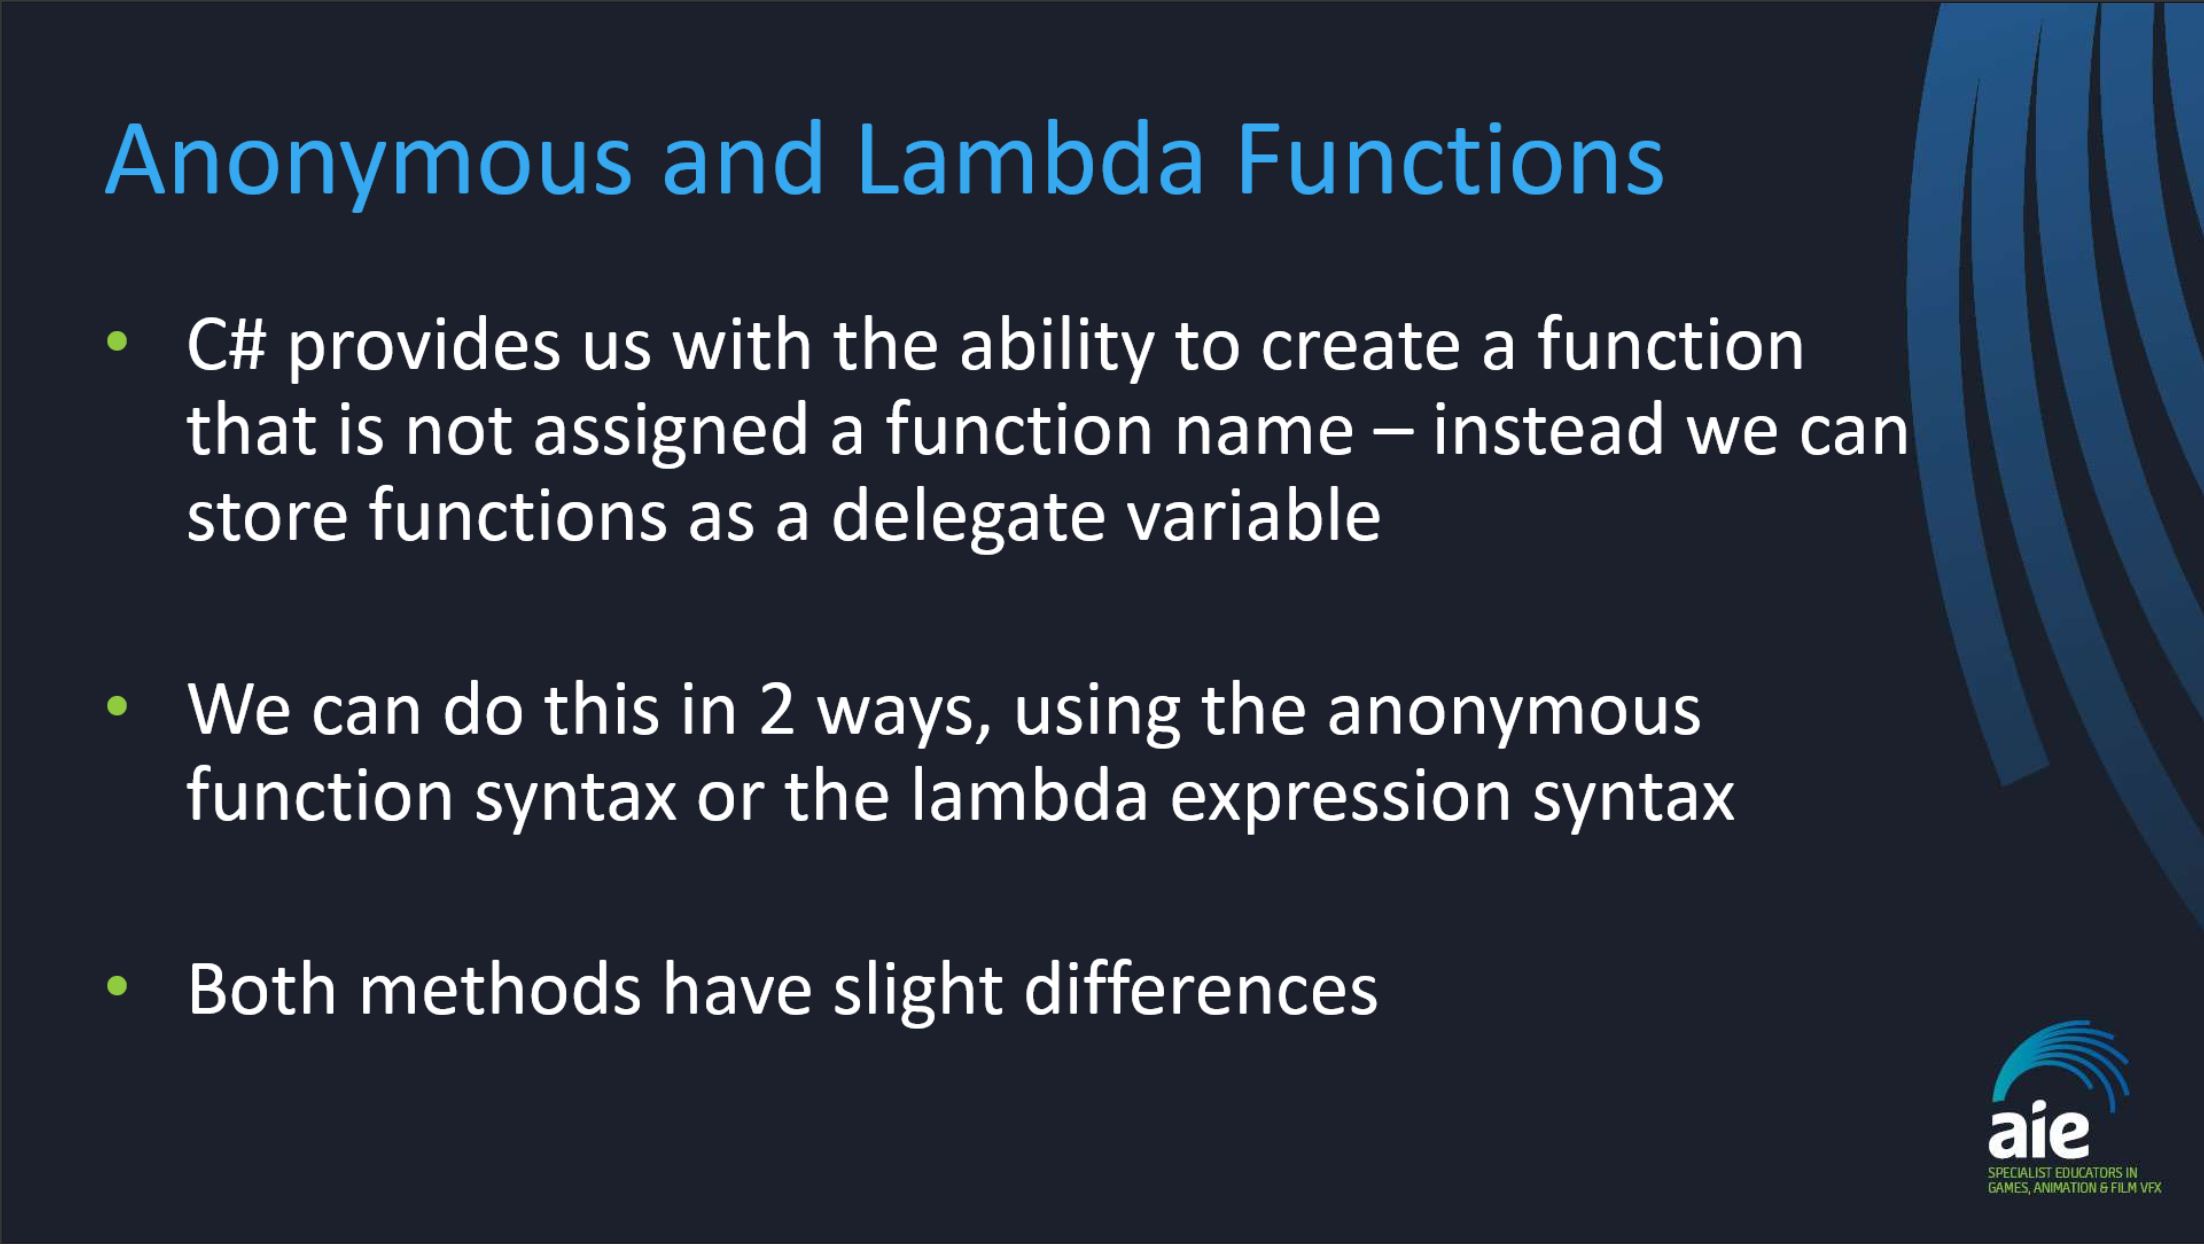 Anonymous and Lambda Functions
• C# provides us with the ability to create a function
that is not assigned a function name – instead we can
store functions as a delegate variable
• We can do this in 2 ways, using the anonymous
function syntax or the lambda expression syntax
• Both methods have slight differences
aie
SPECIALIST EDUCATORS IN
GAMES, ANIMATION & FILM VFX